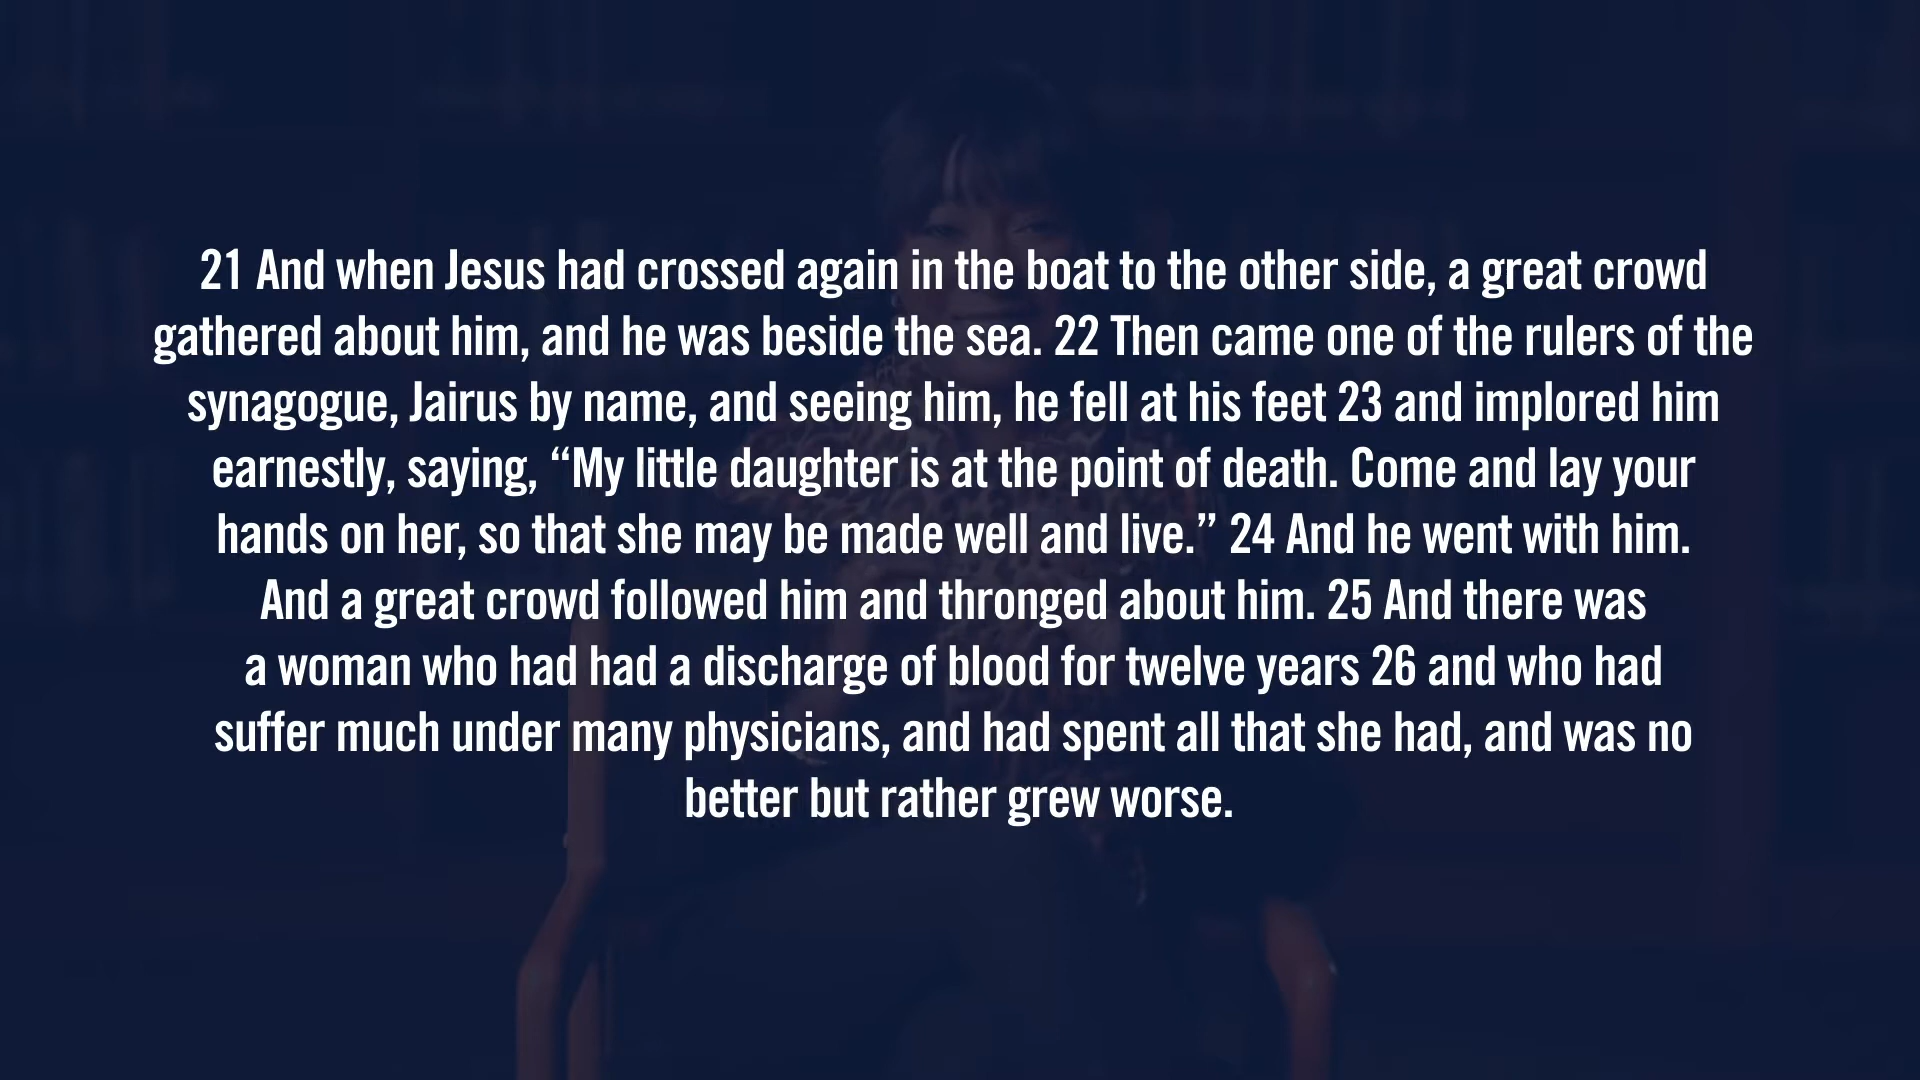 21 And when Jesus had crossed again in the boat to the other side, a great crowd
gathered about him, and he was beside the sea. 22 Then came one of the rulers of the
synagogue, Jairus by name, and seeing him, he fell at his feet 23 and implored him
earnestly, saying, “My little daughter is at the point of death. Come and lay your
hands on her, so that she may be made well and live.” 24 And he went with him.
And a great crowd followed him and thronged about him. 25 And there was
a woman who had had a discharge of blood for twelve years 26 and who had
suffer much under many physicians, and had spent all that she had, and was no
better but rather grew worse.